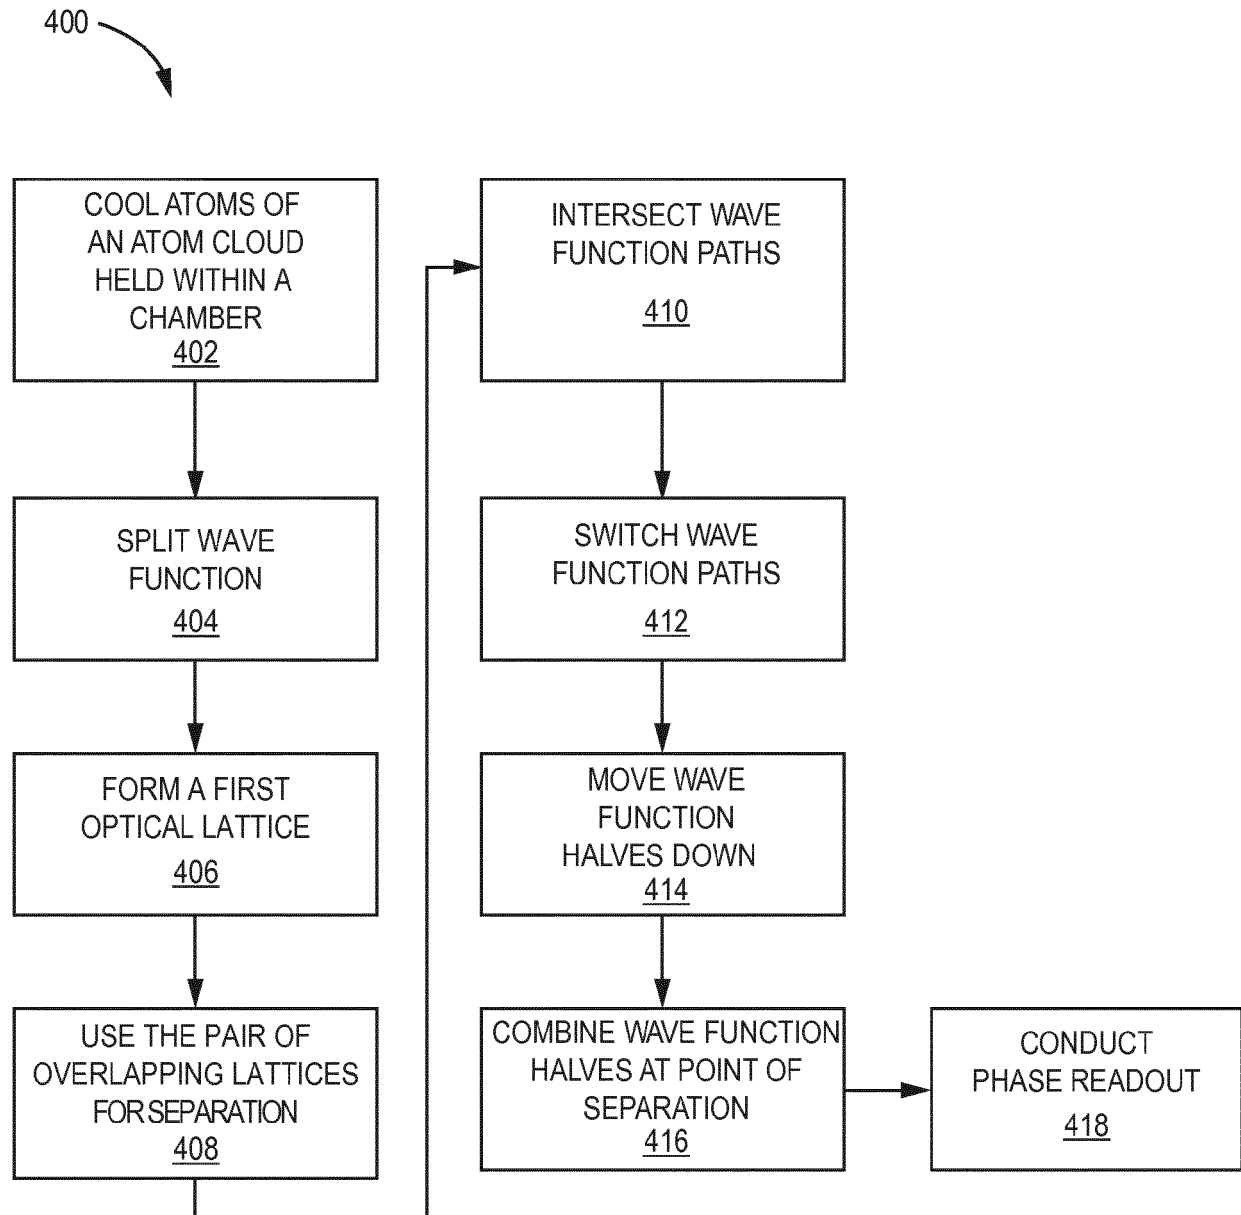 400
COOL ATOMS OF
AN ATOM CLOUD
HELD WITHIN A
CHAMBER
402
SPLIT WAVE
FUNCTION
404
FORM A FIRST
OPTICAL LATTICE
406
USE THE PAIR OF
OVERLAPPING LATTICES
FOR SEPARATION
408
INTERSECT WAVE
FUNCTION PATHS
410
SWITCH WAVE
FUNCTION PATHS
412
MOVE WAVE
FUNCTION
HALVES DOWN
414
COMBINE WAVE FUNCTION
HALVES AT POINT OF
SEPARATION
416
CONDUCT
PHASE READOUT
418